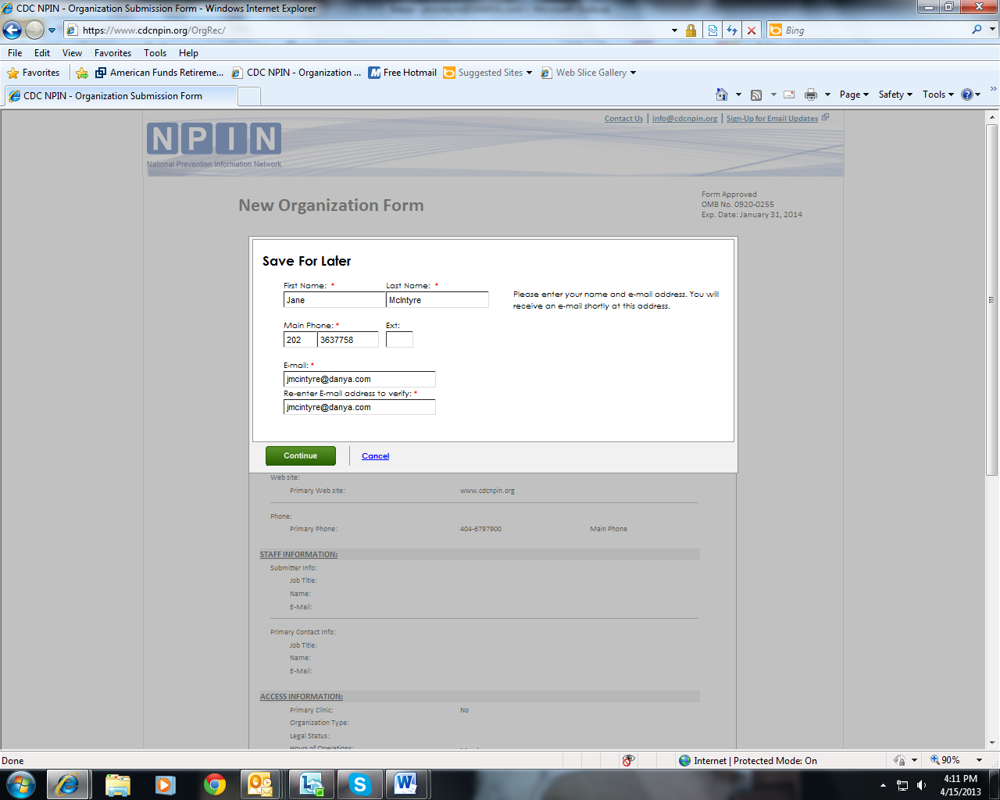 CDC NPIN - Organization Submission Form - Windows Internet Explorer
https://www.cdcnpin.org/OrgRec/
Bing
File Edit View Favorites Tools Help
Favorites American Funds Retireme... CDC NPIN - Organization ... Free Hotmail Suggested Sites Web Slice Gallery
CDC NPIN - Organization Submission Form
Page Safety Tools
Contact Us | info@cdcnpin.org | Sign-Up for Email Updates
NPIN
National Prevention Information Network
New Organization Form
Form Approved
OMB No. 0920-0255
Exp. Date: January 31, 2014
Save For Later
First Name: * Last Name: *
Jane McIntyre
Please enter your name and e-mail address. You will
receive an e-mail shortly at this address.
Main Phone: * Ext:
202 3637758
E-mail: *
jmcintyre@danya.com
Re-enter E-mail address to verify: *
jmcintyre@danya.com
Continue Cancel
Web site:
Primary Web site: www.cdcnpin.org
Phone:
Primary Phone: 404-6797900 Main Phone
STAFF INFORMATION:
Submitter Info:
Job Title:
Name:
E-Mail:
Primary Contact Info:
Job Title:
Name:
E-Mail:
ACCESS INFORMATION:
Primary Clinic: No
Organization Type:
Legal Status:
Hours of Operations:
Done Internet | Protected Mode: On 90%
4:11 PM
4/15/2013